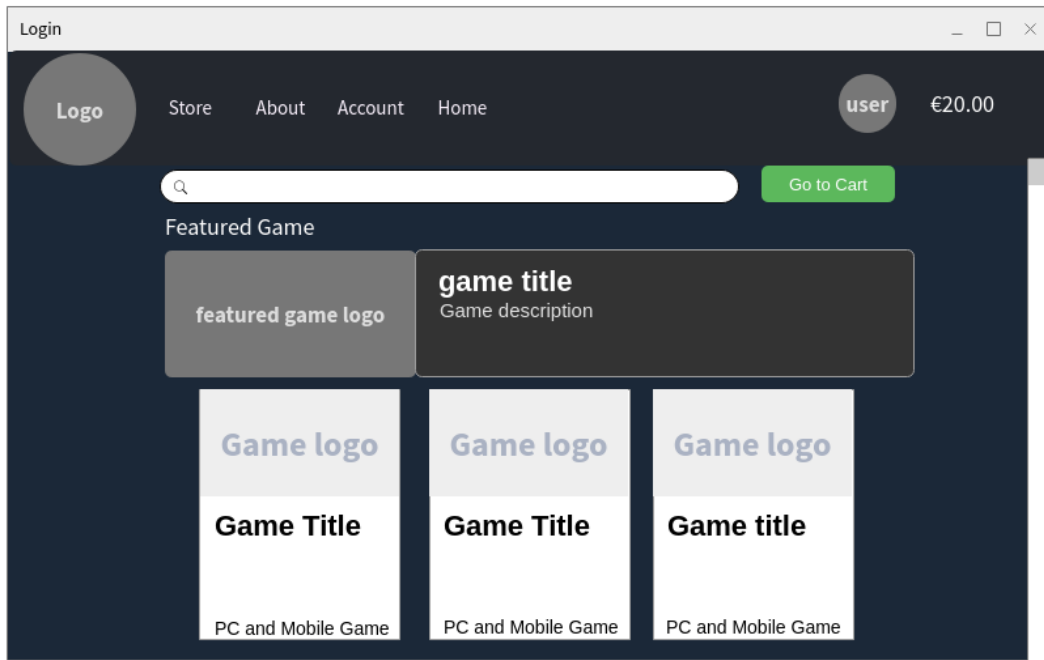 Login
Logo
Store About Account Home
user
€20.00
Go to Cart
Featured Game
featured game logo
game title
Game description
Game logo
Game Title
PC and Mobile Game
Game logo
Game Title
PC and Mobile Game
Game logo
Game title
PC and Mobile Game